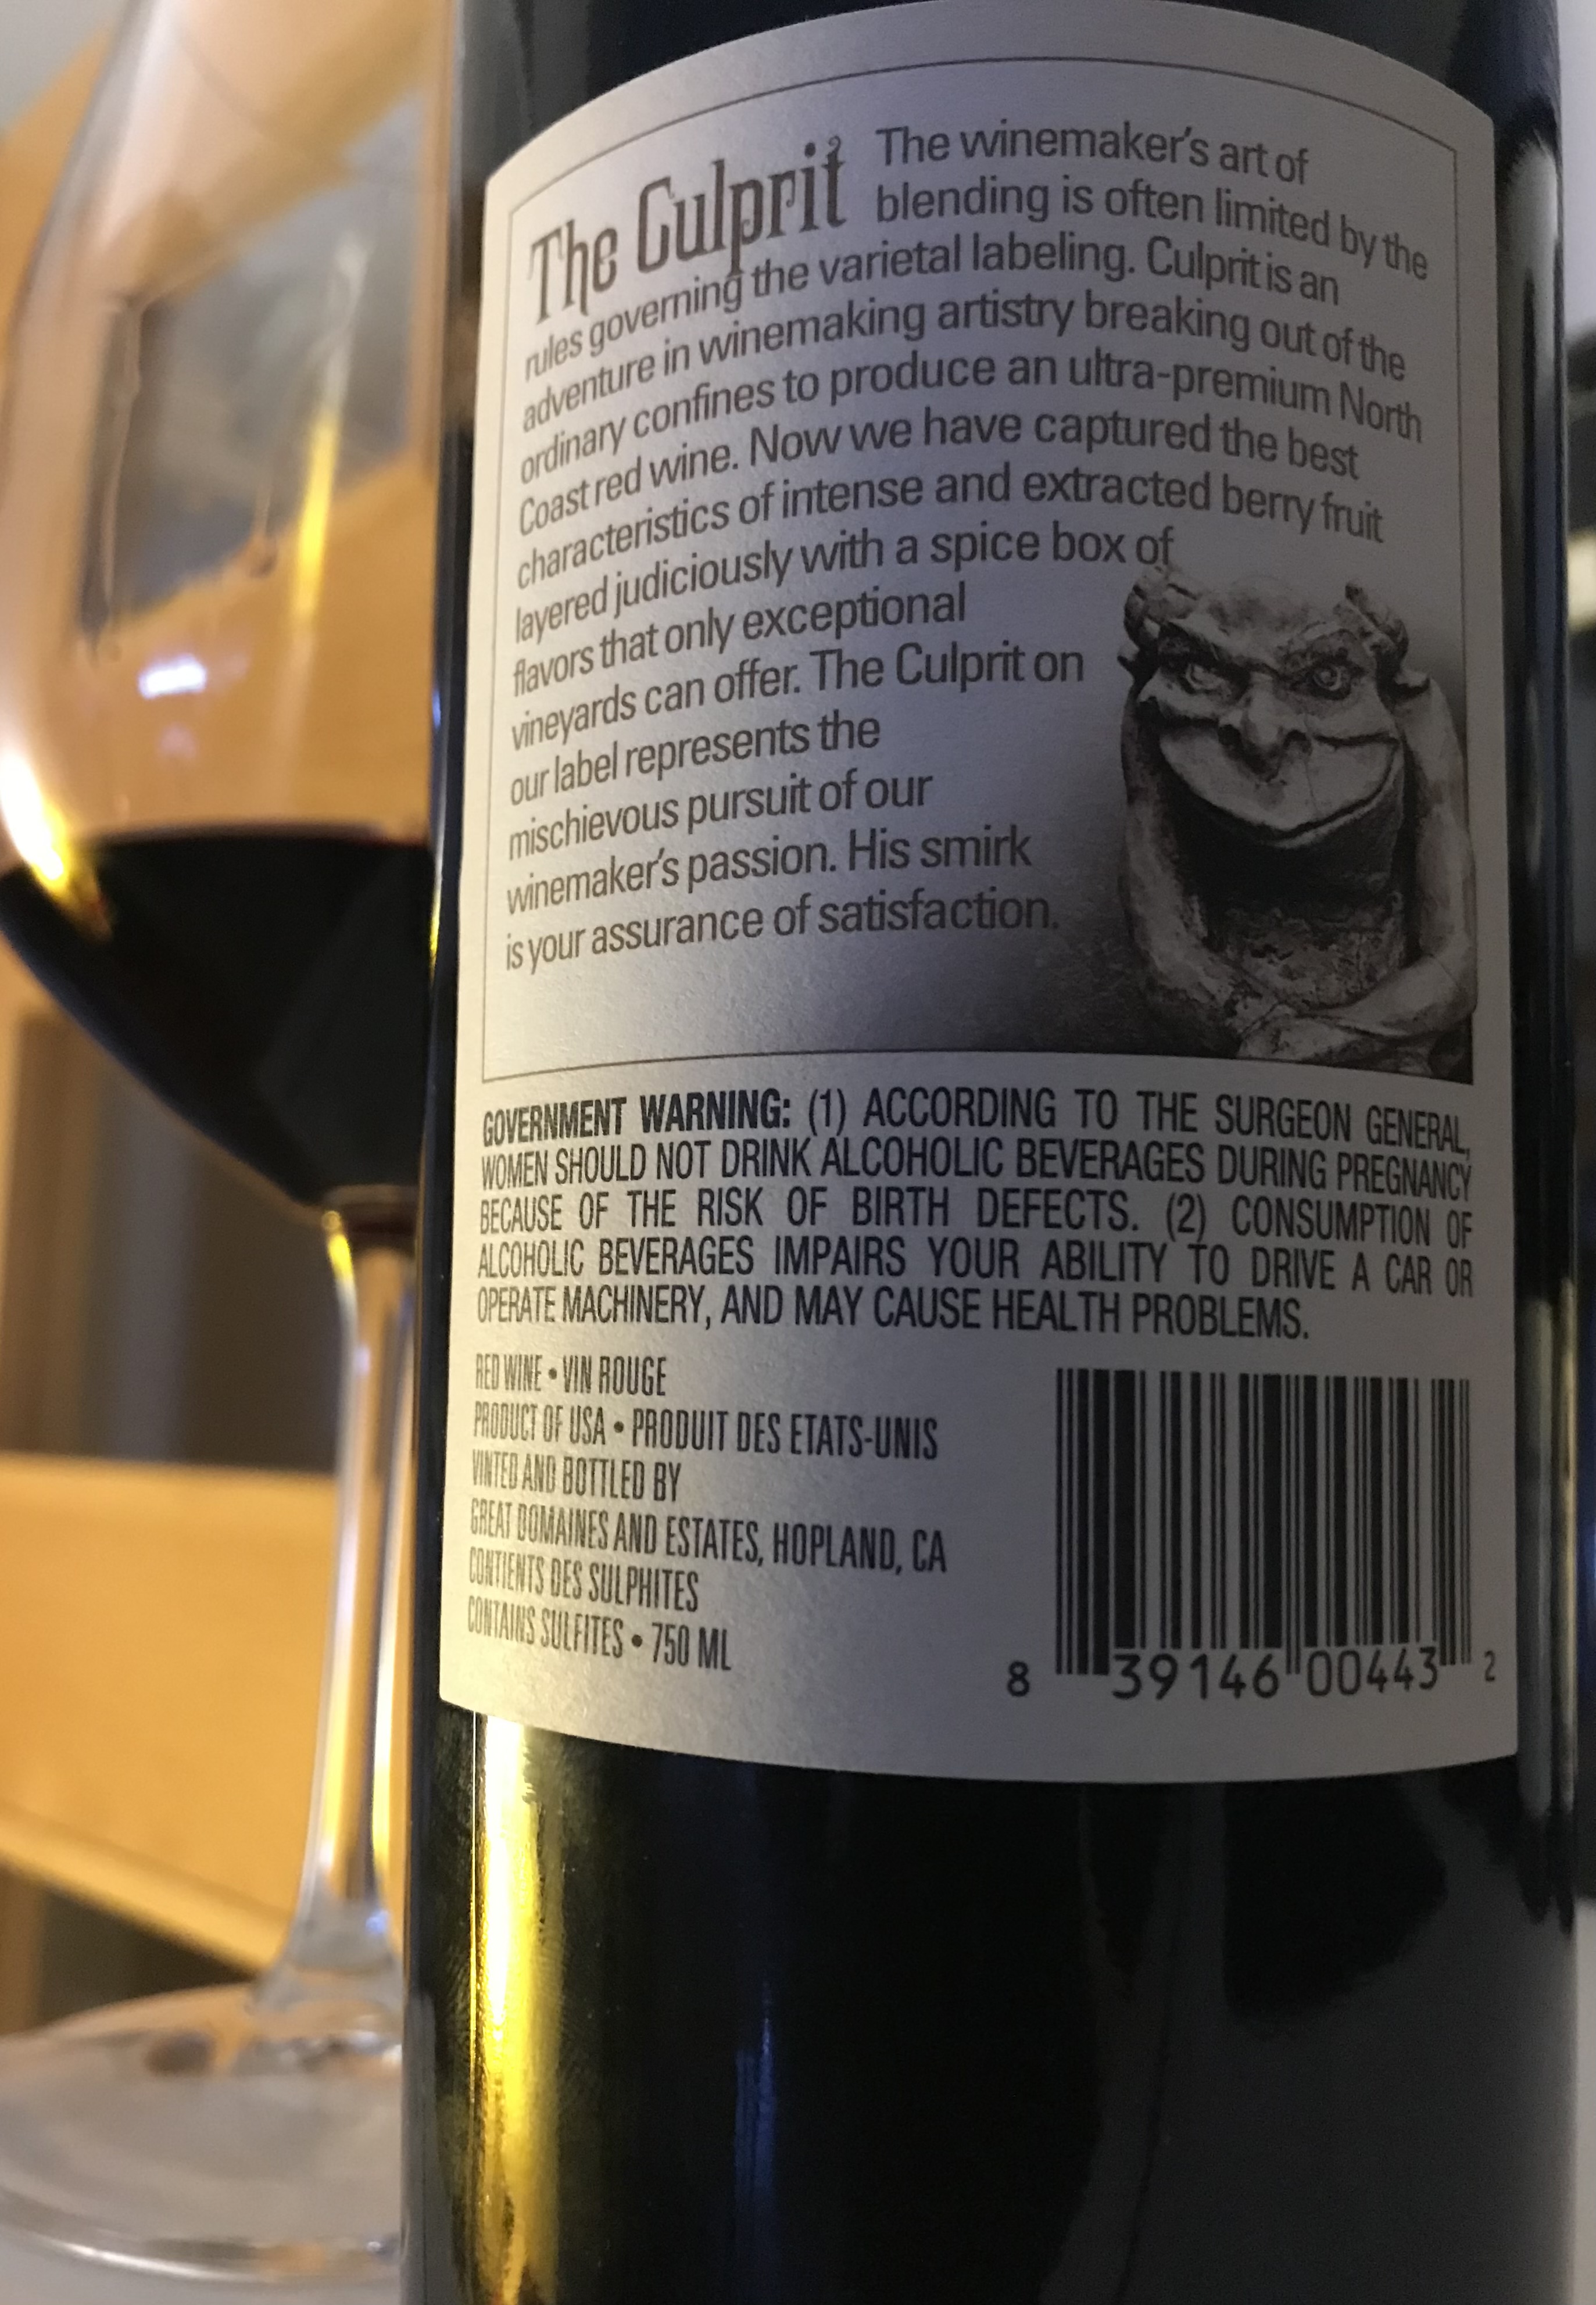 The Culprit
The winemaker's art of
blending is often limited by the
rules governing the varietal labeling. Culprit is an
adventure in winemaking artistry breaking out of the
ordinary confines to produce an ultra-premium North
Coast red wine. Now we have captured the best
characteristics of intense and extracted berry fruit
layered judiciously with a spice box of
flavors that only exceptional
vineyards can offer. The Culprit on
our label represents the
mischievous pursuit of our
winemaker's passion. His smirk
is your assurance of satisfaction.
GOVERNMENT WARNING: (1) ACCORDING TO THE SURGEON GENERAL,
WOMEN SHOULD NOT DRINK ALCOHOLIC BEVERAGES DURING PREGNANCY
BECAUSE OF THE RISK OF BIRTH DEFECTS. (2) CONSUMPTION OF
ALCOHOLIC BEVERAGES IMPAIRS YOUR ABILITY TO DRIVE A CAR OR
OPERATE MACHINERY, AND MAY CAUSE HEALTH PROBLEMS.
RED WINE • VIN ROUGE
PRODUCT OF USA • PRODUIT DES ETATS-UNIS
VINTED AND BOTTLED BY
GREAT DOMAINES AND ESTATES, HOPLAND, CA
CONTIENTS DES SULPHITES
CONTAINS SULFITES • 750 ML
8 39146 00443 2